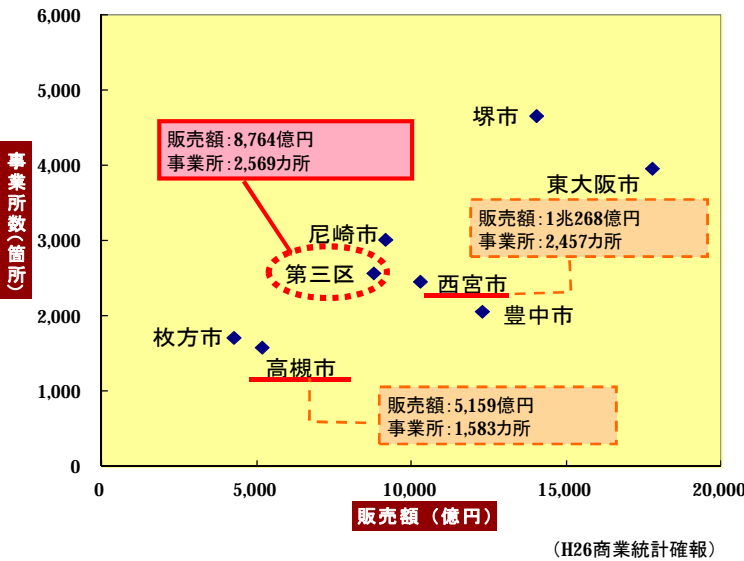 6,000
5,000
4,000
3,000
2,000
1,000
0
事業所数(箇所)
販売額:8,764億円
事業所:2,569カ所
堺市
東大阪市
販売額:1兆268億円
事業所:2,457カ所
尼崎市
第三区
西宮市
豊中市
枚方市
高槻市
販売額:5,159億円
事業所:1,583カ所
0
5,000
10,000
15,000
20,000
販売額(億円)
(H26商業統計確報)